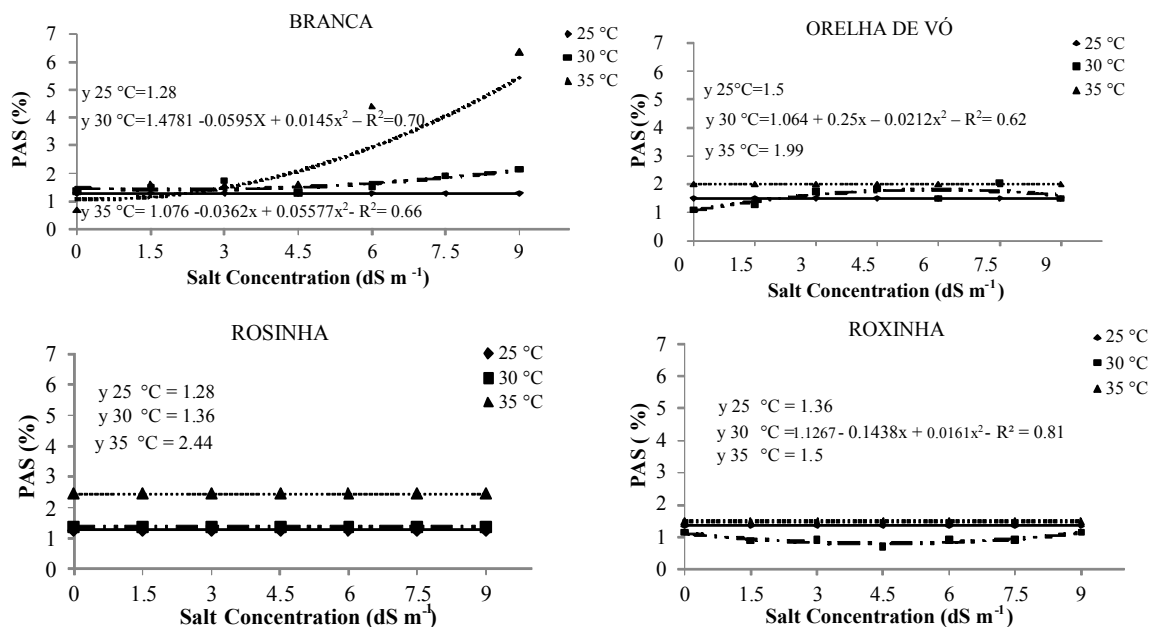 BRANCA
7
6
5
4
3
2
1
0
PAS (%)
25 °C
30 °C
35 °C
y 25 °C=1.28
y 30 °C=1.4781 -0.0595X + 0.0145x² – R²=0.70
y 35 °C= 1.076 -0.0362x + 0.05577x²- R²= 0.66
0 1.5 3 4.5 6 7.5 9
Salt Concentration (dS m⁻¹)
ORELHA DE VÓ
7
6
5
4
3
2
1
0
PAS (%)
25 °C
30 °C
35 °C
y 25°C=1.5
y 30 °C=1.064 + 0.25x – 0.0212x² – R²= 0.62
y 35 °C = 1.99
0 1.5 3 4.5 6 7.5 9
Salt Concentration (dS m⁻¹)
ROSINHA
7
6
5
4
3
2
1
0
PAS (%)
25 °C
30 °C
35 °C
y 25 °C = 1.28
y 30 °C = 1.36
y 35 °C = 2.44
0 1.5 3 4.5 6 7.5 9
Salt Concentration (dS m⁻¹)
ROXINHA
7
6
5
4
3
2
1
0
PAS ( %)
25 °C
30 °C
35 °C
y 25 °C = 1.36
y 30 °C =1.1267 - 0.1438x + 0.0161x² - R² = 0.81
y 35 °C = 1.5
0 1.5 3 4.5 6 7.5 9
Salt Concentration (dS m⁻¹)